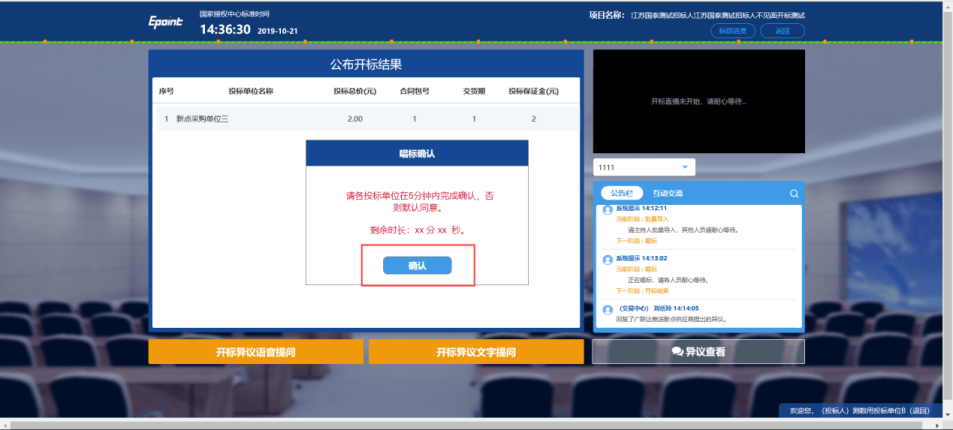 Epoint
国家授权中心标准时间
14:36:30 2019-10-21
项目名称： 江苏国泰测试招标人江苏国泰测试招标人不见面开标测试
标段进度 返回
公布开标结果
序号 投标单位名称 投标总价(元) 合同包号 交货期 投标保证金(元)
1 新点采购单位三 2.00 1 1 2
唱标确认
请各投标单位在5分钟内完成确认，否
则默认同意。
剩余时长：xx 分 xx 秒。
确认
开标直播未开始，请耐心等待...
1111
公告栏 互动交流
系统提示 14:12:11
当前阶段：批量导入
请主持人批量导入，其他人员请耐心等待。
下一阶段：唱标
系统提示 14:13:02
当前阶段：唱标
正在唱标，请各人员耐心等待。
下一阶段：开标结束
（交易中心） 刘岳玲 14:14:05
回复了广联达推送新点供应商提出的异议。
开标异议语音提问 开标异议文字提问 异议查看
欢迎您，（投标人）测数用投标单位B（返回）